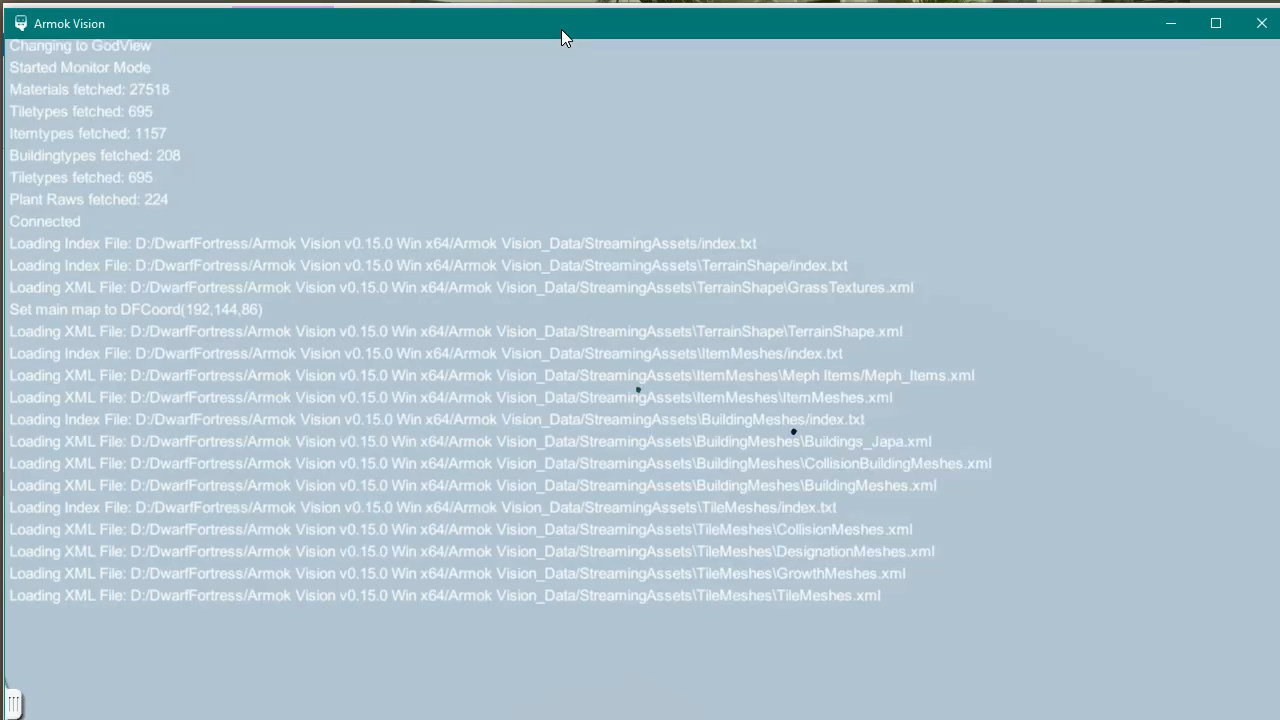 Armok Vision
Changing to GodView
Started Monitor Mode
Materials fetched: 27518
Tiletypes fetched: 695
Itemtypes fetched: 1157
Buildingtypes fetched: 208
Tiletypes fetched: 695
Plant Raws fetched: 224
Connected
Loading Index File: D:/DwarfFortress/Armok Vision v0.15.0 Win x64/Armok Vision_Data/StreamingAssets/index.txt
Loading Index File: D:/DwarfFortress/Armok Vision v0.15.0 Win x64/Armok Vision_Data/StreamingAssets\TerrainShape/index.txt
Loading XML File: D:/DwarfFortress/Armok Vision v0.15.0 Win x64/Armok Vision_Data/StreamingAssets\TerrainShape\GrassTextures.xml
Set main map to DFCoord(192,144,86)
Loading XML File: D:/DwarfFortress/Armok Vision v0.15.0 Win x64/Armok Vision_Data/StreamingAssets\TerrainShape\TerrainShape.xml
Loading Index File: D:/DwarfFortress/Armok Vision v0.15.0 Win x64/Armok Vision_Data/StreamingAssets\ItemMeshes/index.txt
Loading XML File: D:/DwarfFortress/Armok Vision v0.15.0 Win x64/Armok Vision_Data/StreamingAssets\ItemMeshes\Meph Items/Meph_Items.xml
Loading XML File: D:/DwarfFortress/Armok Vision v0.15.0 Win x64/Armok Vision_Data/StreamingAssets\ItemMeshes\ItemMeshes.xml
Loading Index File: D:/DwarfFortress/Armok Vision v0.15.0 Win x64/Armok Vision_Data/StreamingAssets\BuildingMeshes/index.txt
Loading XML File: D:/DwarfFortress/Armok Vision v0.15.0 Win x64/Armok Vision_Data/StreamingAssets\BuildingMeshes\Buildings_Japa.xml
Loading XML File: D:/DwarfFortress/Armok Vision v0.15.0 Win x64/Armok Vision_Data/StreamingAssets\BuildingMeshes\CollisionBuildingMeshes.xml
Loading XML File: D:/DwarfFortress/Armok Vision v0.15.0 Win x64/Armok Vision_Data/StreamingAssets\BuildingMeshes\BuildingMeshes.xml
Loading Index File: D:/DwarfFortress/Armok Vision v0.15.0 Win x64/Armok Vision_Data/StreamingAssets\TileMeshes/index.txt
Loading XML File: D:/DwarfFortress/Armok Vision v0.15.0 Win x64/Armok Vision_Data/StreamingAssets\TileMeshes\CollisionMeshes.xml
Loading XML File: D:/DwarfFortress/Armok Vision v0.15.0 Win x64/Armok Vision_Data/StreamingAssets\TileMeshes\DesignationMeshes.xml
Loading XML File: D:/DwarfFortress/Armok Vision v0.15.0 Win x64/Armok Vision_Data/StreamingAssets\TileMeshes\GrowthMeshes.xml
Loading XML File: D:/DwarfFortress/Armok Vision v0.15.0 Win x64/Armok Vision_Data/StreamingAssets\TileMeshes\TileMeshes.xml